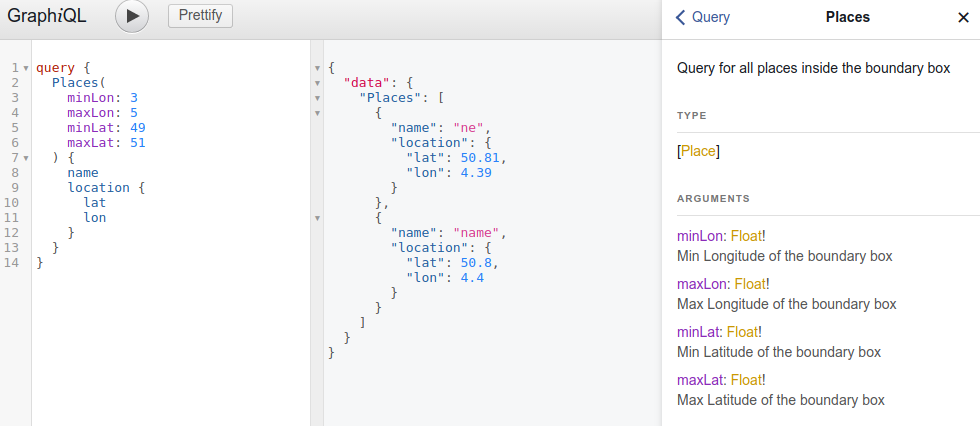 GraphiQL
Prettify
1 query {
2   Places(
3     minLon: 3
4     maxLon: 5
5     minLat: 49
6     maxLat: 51
7   ) {
8     name
9     location {
10       lat
11       lon
12     }
13   }
14 }
{
  "data": {
    "Places": [
      {
        "name": "ne",
        "location": {
          "lat": 50.81,
          "lon": 4.39
        }
      },
      {
        "name": "name",
        "location": {
          "lat": 50.8,
          "lon": 4.4
        }
      }
    ]
  }
}
Query
Places
Query for all places inside the boundary box
TYPE
[Place]
ARGUMENTS
minLon: Float!
Min Longitude of the boundary box
maxLon: Float!
Max Longitude of the boundary box
minLat: Float!
Min Latitude of the boundary box
maxLat: Float!
Max Latitude of the boundary box